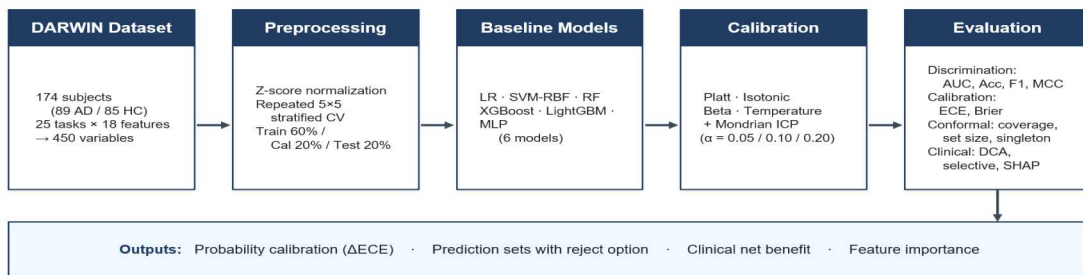 DARWIN Dataset
174 subjects
(89 AD / 85 HC)
25 tasks × 18 features
→ 450 variables
Preprocessing
Z-score normalization
Repeated 5×5
stratified CV
Train 60% /
Cal 20% / Test 20%
Baseline Models
LR · SVM-RBF · RF
XGBoost · LightGBM ·
MLP
(6 models)
Calibration
Platt · Isotonic
Beta · Temperature
+ Mondrian ICP
(α = 0.05 / 0.10 / 0.20)
Evaluation
Discrimination:
AUC, Acc, F1, MCC
Calibration:
ECE, Brier
Conformal: coverage,
set size, singleton
Clinical: DCA,
selective, SHAP
Outputs: Probability calibration (ΔECE) · Prediction sets with reject option · Clinical net benefit · Feature importance